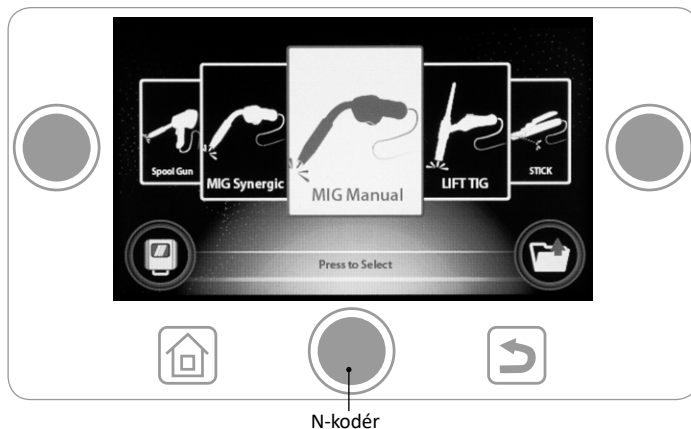 Spool Gun
MIG Synergic
MIG Manual
LIFT TIG
STICK
Press to Select
N-kodér